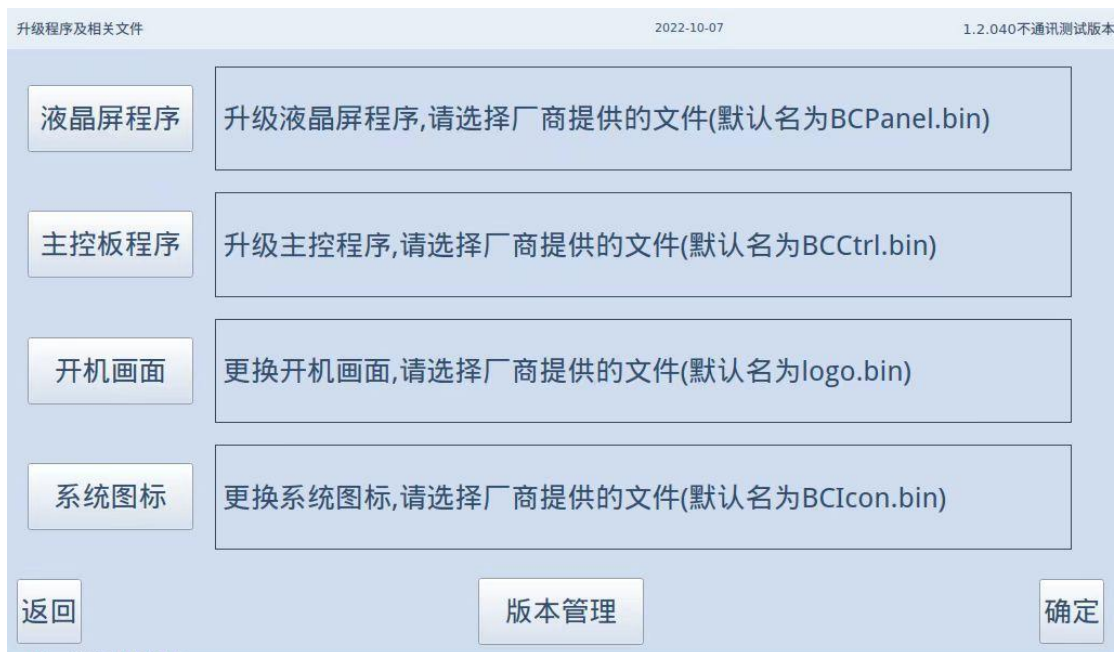 升级程序及相关文件
2022-10-07
1.2.040不通讯测试版本
液晶屏程序
升级液晶屏程序,请选择厂商提供的文件(默认名为BCPanel.bin)
主控板程序
升级主控程序,请选择厂商提供的文件(默认名为BCCtrl.bin)
开机画面
更换开机画面,请选择厂商提供的文件(默认名为logo.bin)
系统图标
更换系统图标,请选择厂商提供的文件(默认名为BCIcon.bin)
返回
版本管理
确定